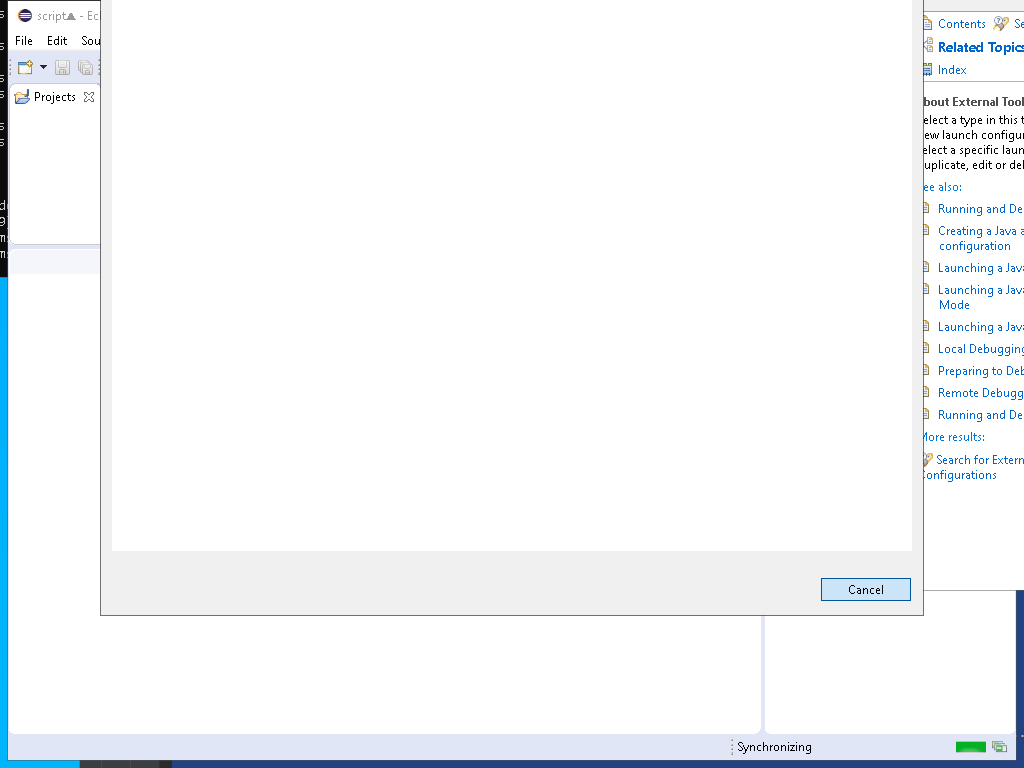 script▲ - Ec
File Edit Sou
Projects
Contents
Se
Related Topics
Index
bout External Tool
elect a type in this t
ew launch configur
elect a specific laun
uplicate, edit or del
ee also:
Running and De
Creating a Java a
configuration
Launching a Java
Launching a Java
Mode
Launching a Java
Local Debugging
Preparing to Deb
Remote Debugg
Running and De
More results:
Search for Extern
Configurations
Cancel
Synchronizing